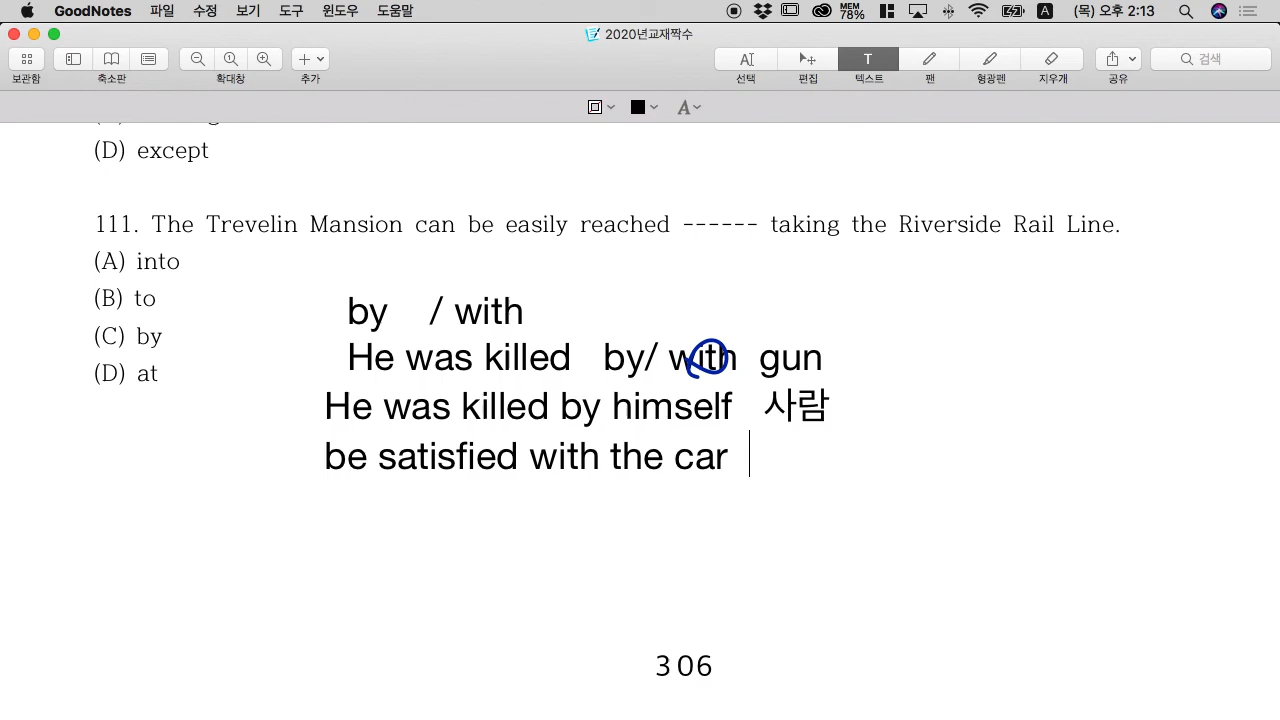 GoodNotes 파일 수정 보기 도구 윈도우 도움말 MEM 78% A (목) 오후 2:13
2020년교재짝수
보관함 축소판 확대창 추가 선택 편집 텍스트 펜 형광펜 지우개 공유 검색
(D) except
111. The Trevelin Mansion can be easily reached ------ taking the Riverside Rail Line.
(A) into
(B) to
(C) by
(D) at
by / with
He was killed by/ with gun
He was killed by himself 사람
be satisfied with the car
306